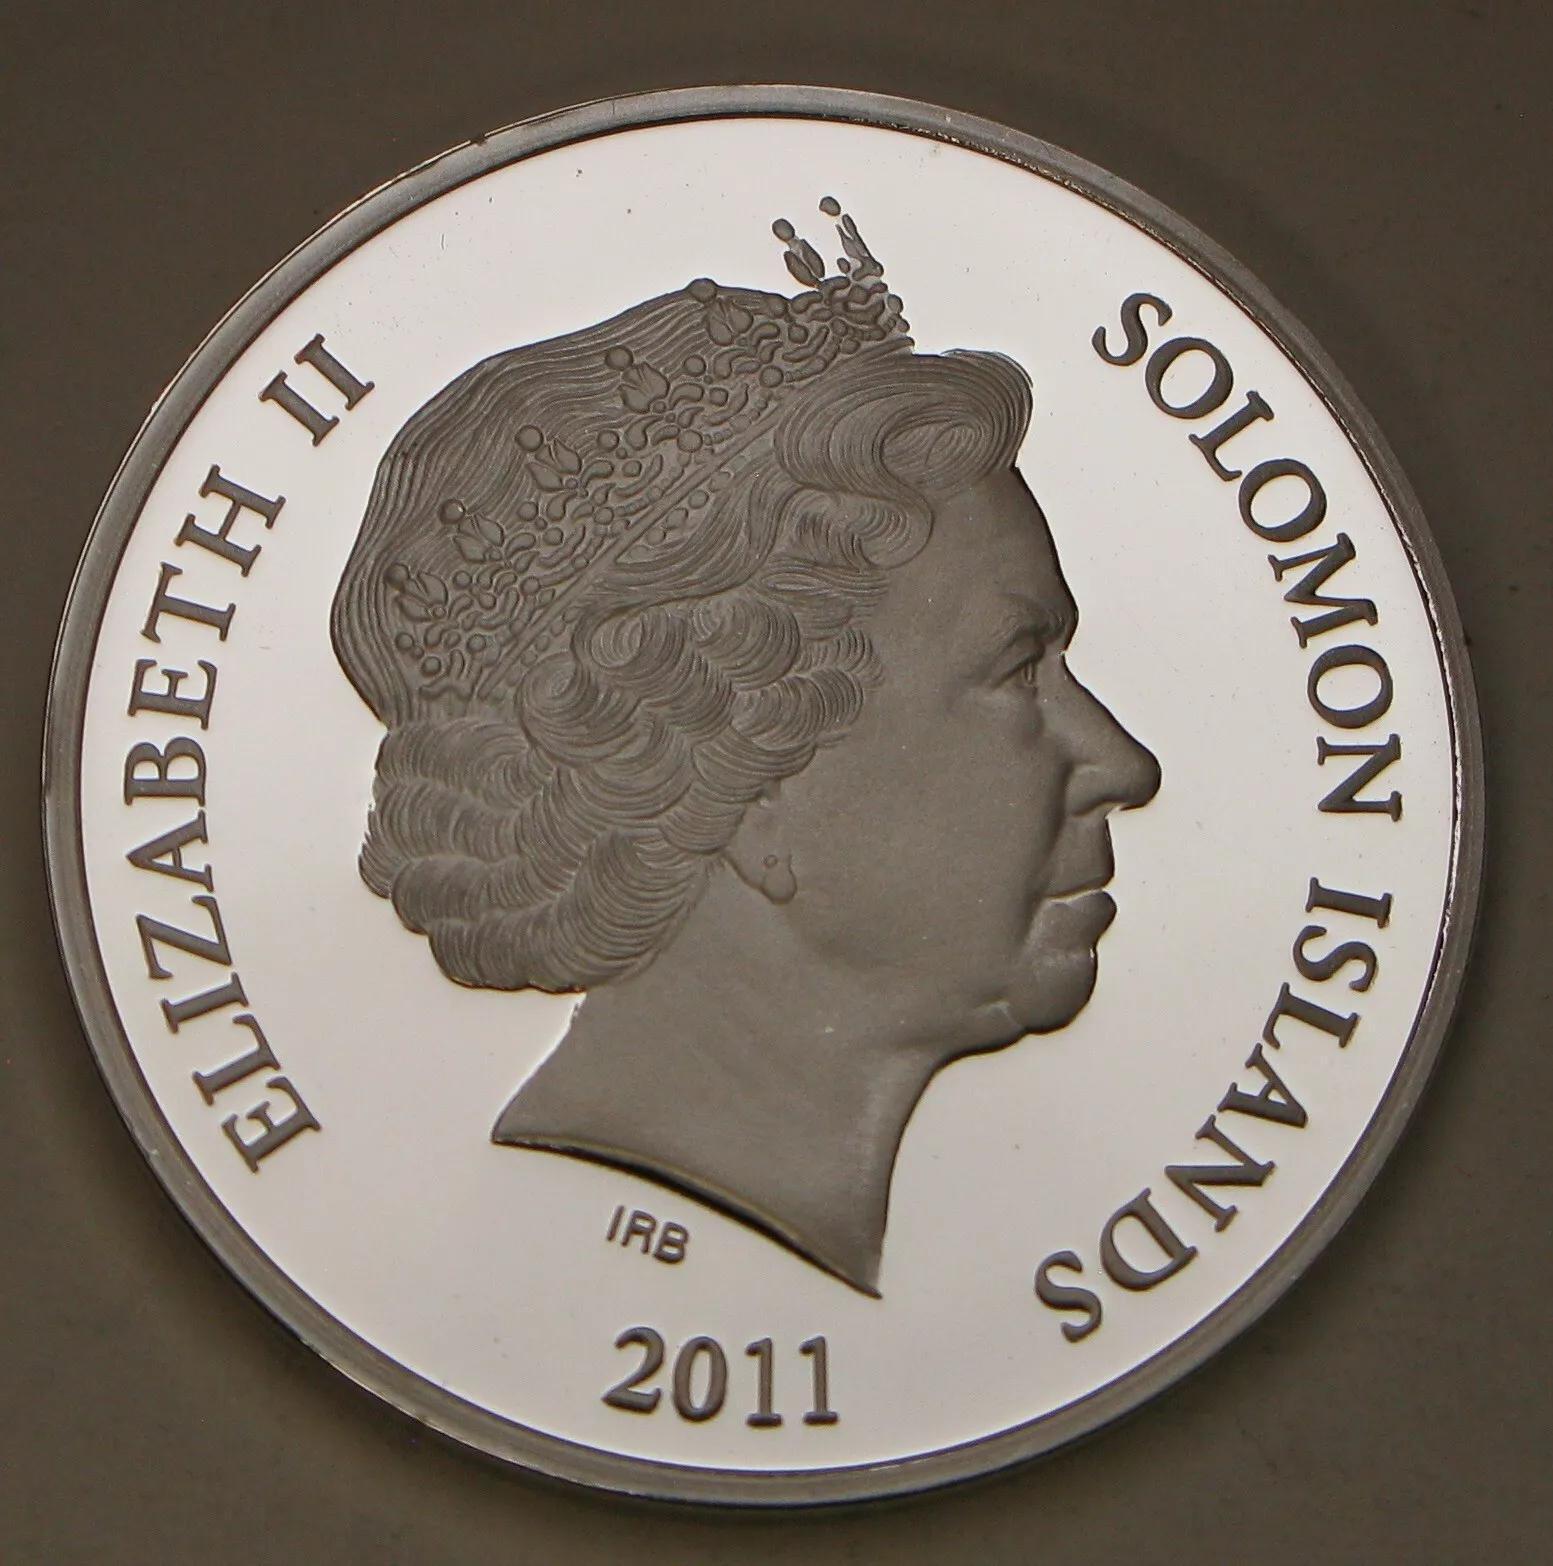 ELIZABETH II
SOLOMON ISLANDS
IRB
2011